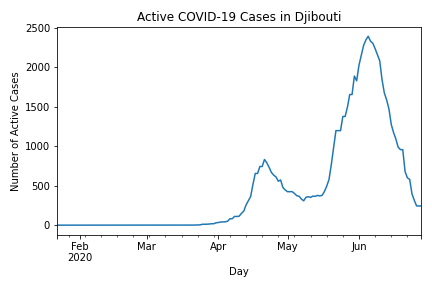 Active COVID-19 Cases in Djibouti
2500
2000
1500
1000
500
0
Number of Active Cases
Feb
2020
Mar
Apr
May
Jun
Day